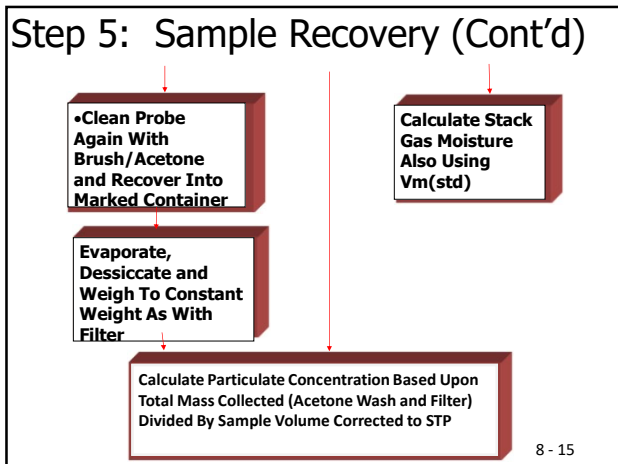 Step 5:  Sample Recovery (Cont'd)
•Clean Probe
Again With
Brush/Acetone
and Recover Into
Marked Container
Calculate Stack
Gas Moisture
Also Using
Vm(std)
Evaporate,
Dessiccate and
Weigh To Constant
Weight As With
Filter
Calculate Particulate Concentration Based Upon
Total Mass Collected (Acetone Wash and Filter)
Divided By Sample Volume Corrected to STP
8 - 15